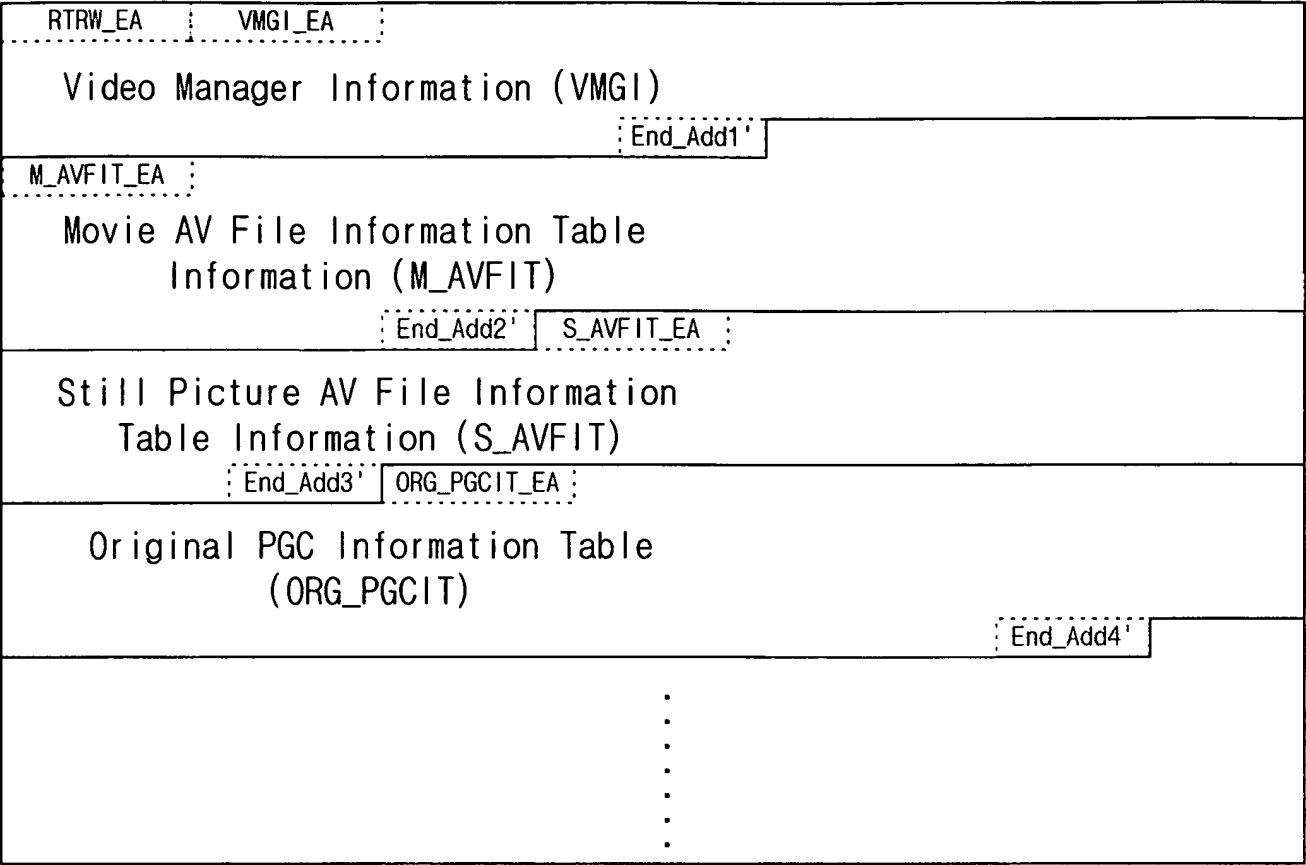 RTRW_EA VMGI_EA
Video Manager Information (VMGI)
End_Add1'
M_AVFIT_EA
Movie AV File Information Table
Information (M_AVFIT)
End_Add2' S_AVFIT_EA
Still Picture AV File Information
Table Information (S_AVFIT)
End_Add3' ORG_PGCIT_EA
Original PGC Information Table
(ORG_PGCIT)
End_Add4'